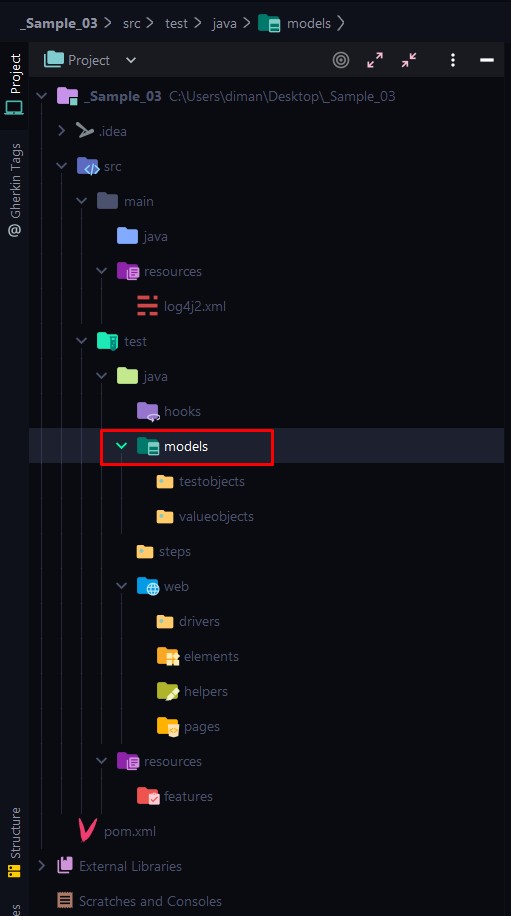 _Sample_03 src test java models
Project
Project
_Sample_03 C:\Users\diman\Desktop\_Sample_03
.idea
src
main
java
resources
log4j2.xml
test
java
hooks
models
testobjects
valueobjects
steps
web
drivers
elements
helpers
pages
resources
features
pom.xml
External Libraries
Scratches and Consoles
@ Gherkin Tags
Structure